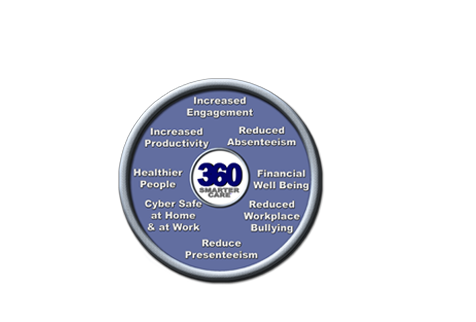 Increased
Engagement
Increased
Productivity
Reduced
Absenteeism
Healthier
People
360
SMARTER
CARE
Financial
Well Being
Cyber Safe
at Home
& at Work
Reduced
Workplace
Bullying
Reduce
Presenteeism